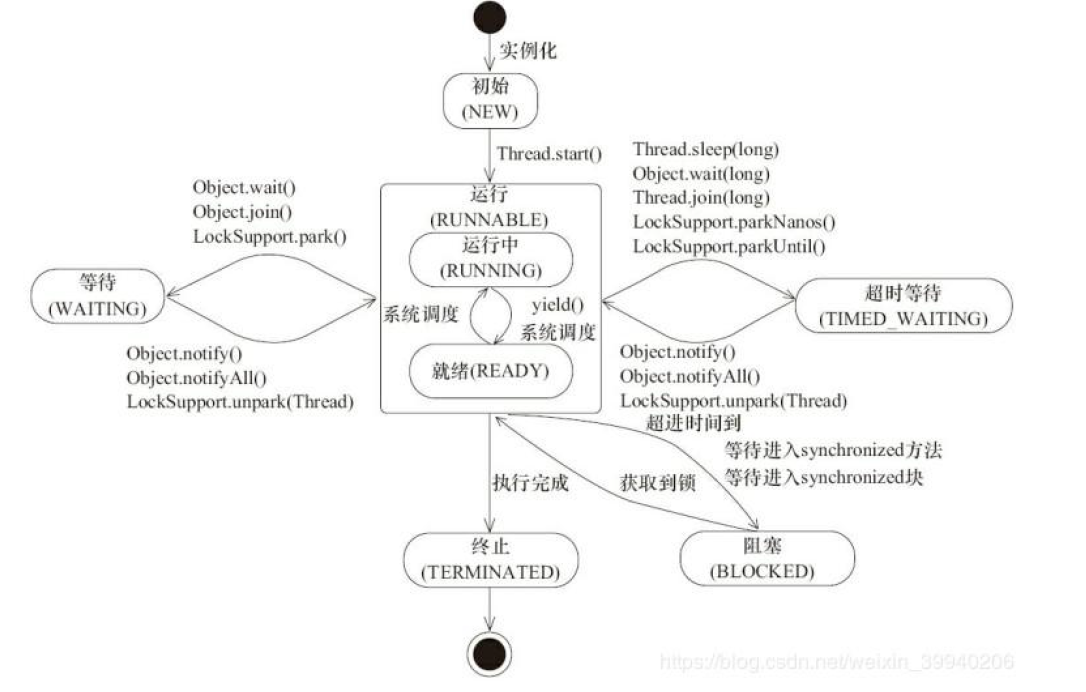 实例化
初始
(NEW)
Thread.start()
Thread.sleep(long)
Object.wait(long)
Thread.join(long)
LockSupport.parkNanos()
LockSupport.parkUntil()
Object.wait()
Object.join()
LockSupport.park()
运行
(RUNNABLE)
运行中
(RUNNING)
等待
(WAITING)
超时等待
(TIMED_WAITING)
系统调度
yield()
系统调度
就绪(READY)
Object.notify()
Object.notifyAll()
LockSupport.unpark(Thread)
Object.notify()
Object.notifyAll()
LockSupport.unpark(Thread)
超进时间到
等待进入synchronized方法
等待进入synchronized块
执行完成
获取到锁
终止
(TERMINATED)
阻塞
(BLOCKED)
https://blog.csdn.net/weixin_39940206